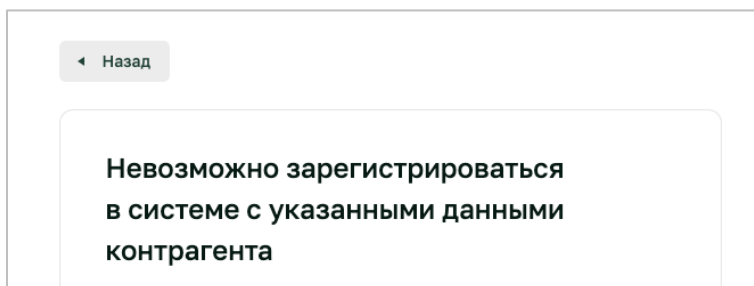 Назад
Невозможно зарегистрироваться
в системе с указанными данными
контрагента